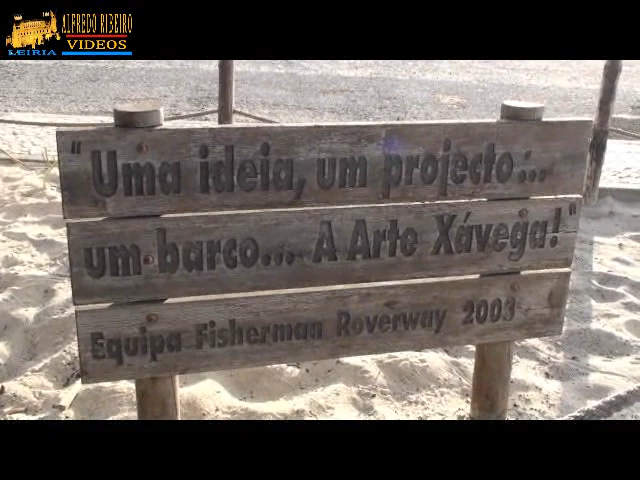 ALFREDO RIBEIRO
VIDEOS
LEIRIA
"Uma ideia, um projecto...
um barco... A Arte Xávega!"
Equipa Fisherman Roverway 2003